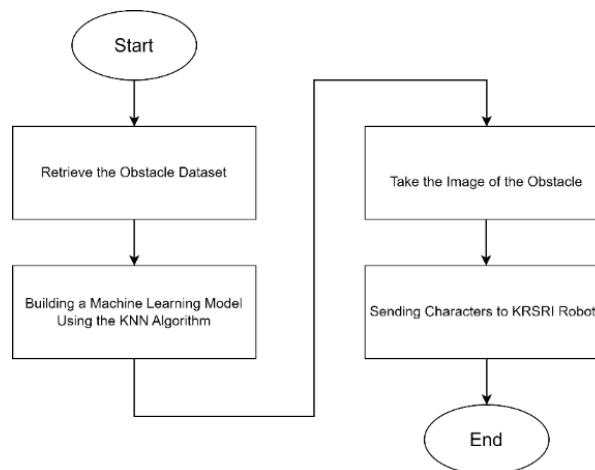 Start
Retrieve the Obstacle Dataset
Building a Machine Learning Model
Using the KNN Algorithm
Take the Image of the Obstacle
Sending Characters to KRSRI Robot
End